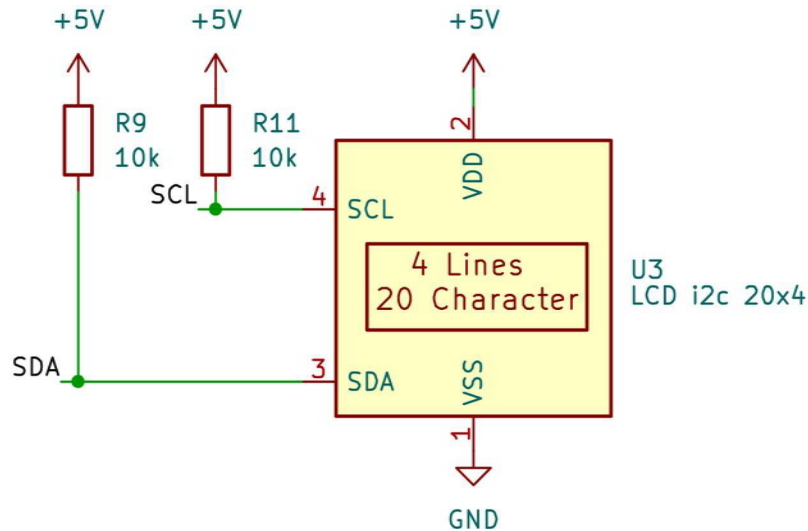 +5V
+5V
+5V
R9
10k
R11
10k
2
VDD
SCL
4
SCL
4 Lines
20 Character
U3
LCD i2c 20x4
SDA
3
SDA
VSS
1
GND